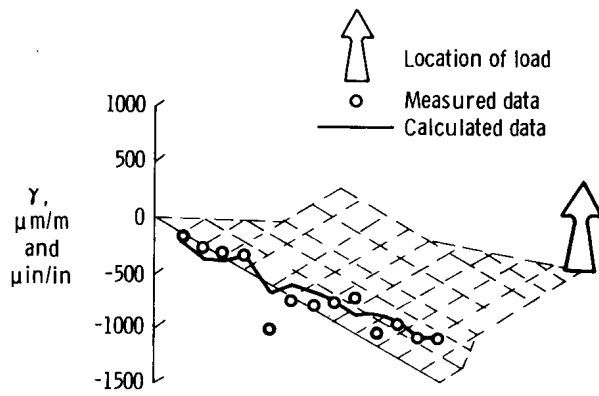 Location of load
Measured data
Calculated data
1000
500
0
-500
-1000
-1500
γ,
μm/m
and
μin/in